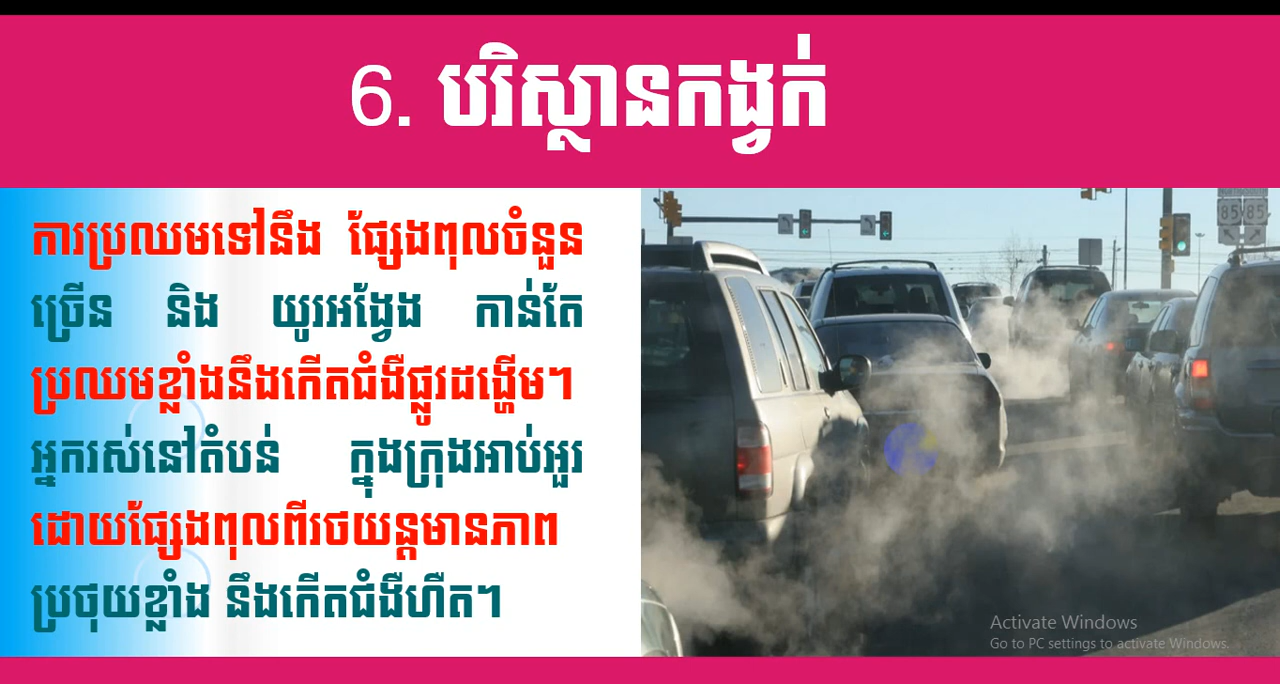 6. បរិស្ថានកង្វក់
ការប្រឈមទៅនឹង ផ្សែងពុលចំនួន
ច្រើន និង យូរអង្វែង កាន់តែ
ប្រឈមខ្លាំងនឹងកើតជំងឺផ្លូវដង្ហើម។
អ្នករស់នៅតំបន់ ក្នុងក្រុងអាប់អួរ
ដោយផ្សែងពុលពីរថយន្តមានភាព
ប្រថុយខ្លាំង នឹងកើតជំងឺហឺត។
85 85
Activate Windows
Go to PC settings to activate Windows.